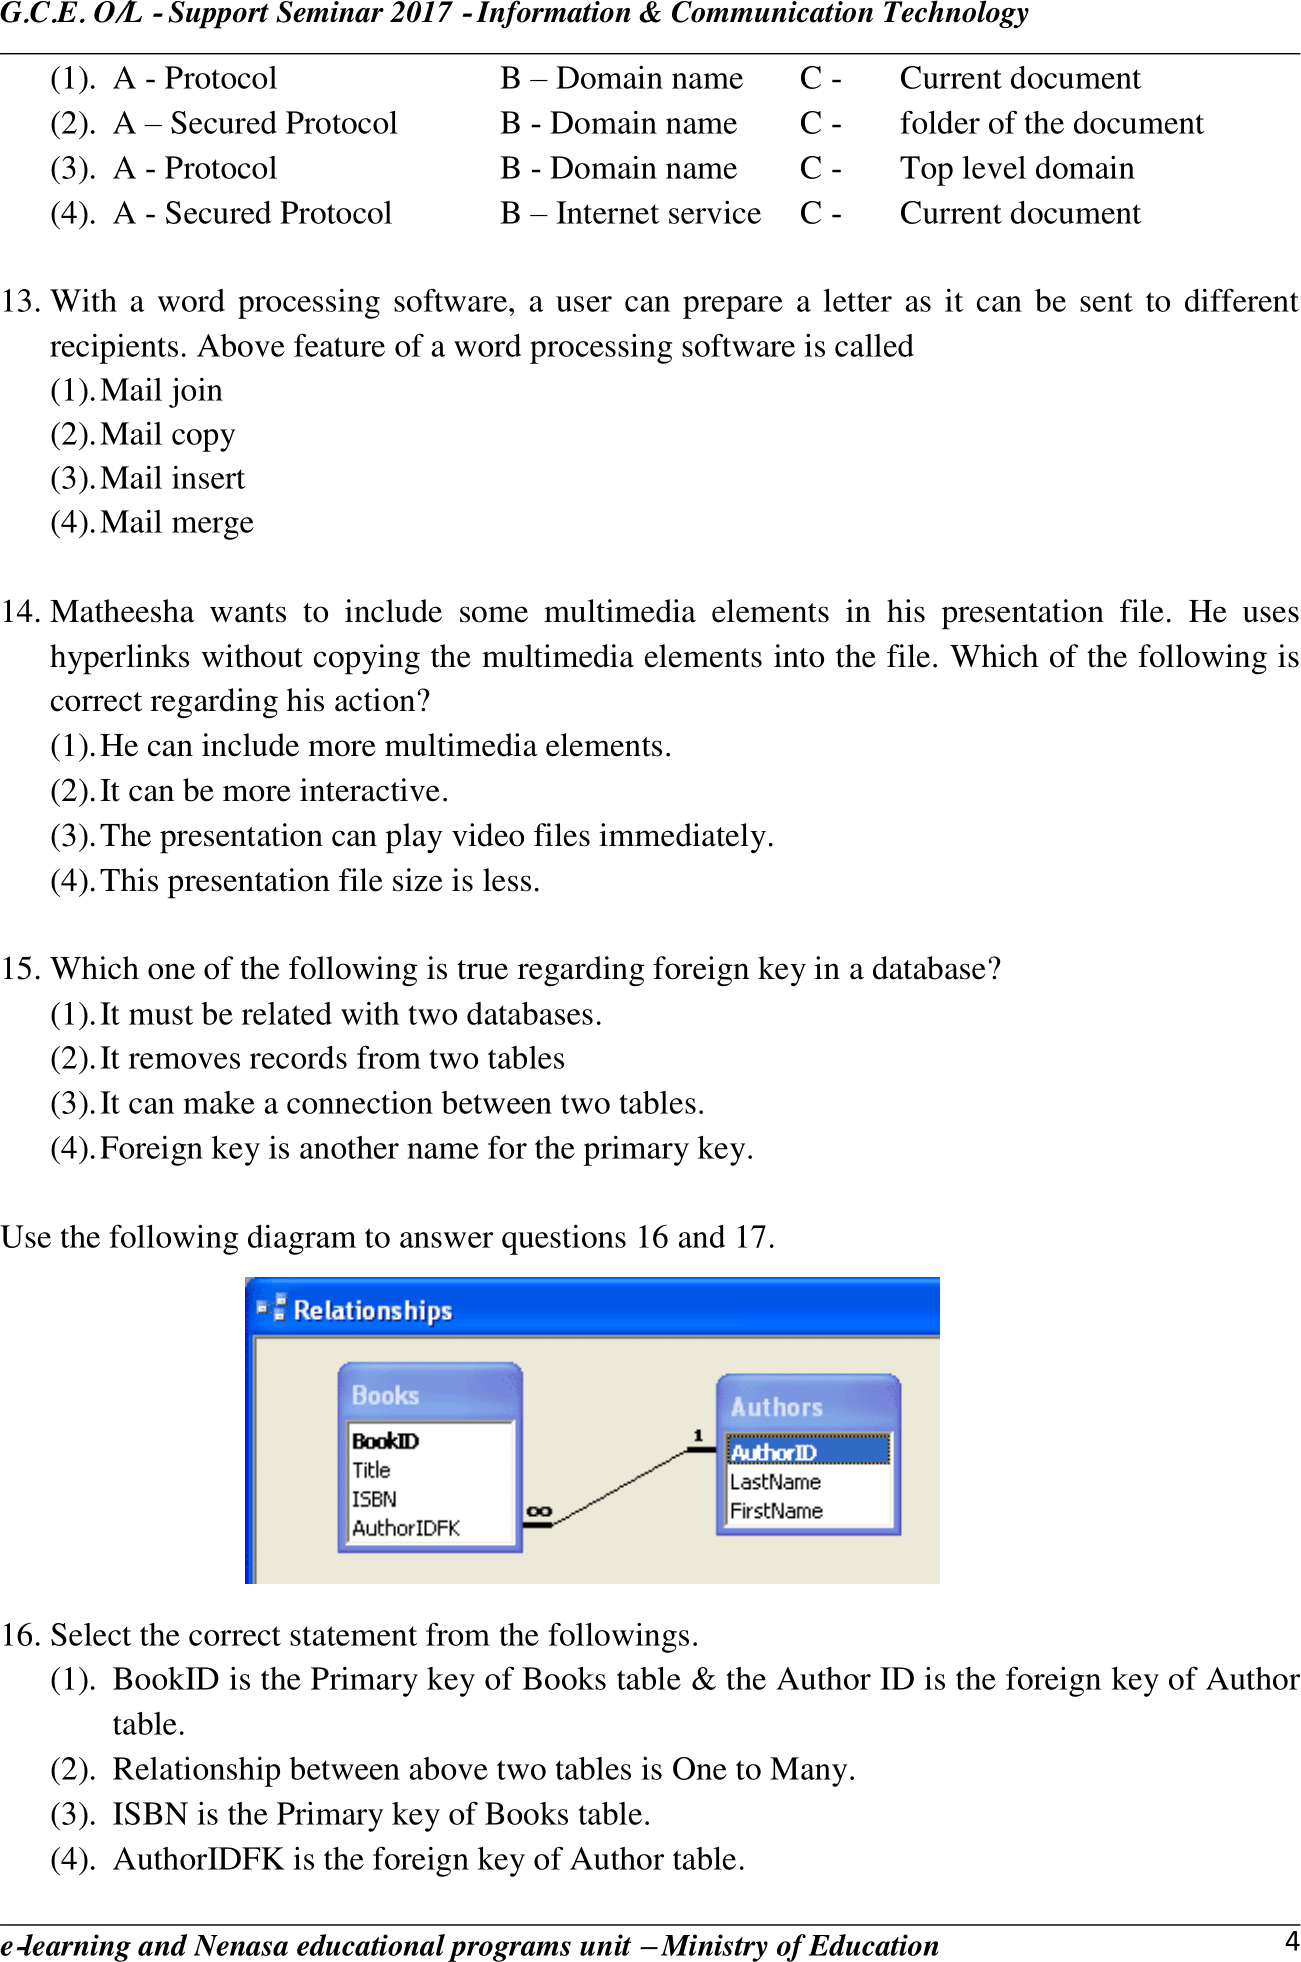 G.C.E. O/L - Support Seminar 2017 - Information & Communication Technology
(1). A - Protocol B – Domain name C - Current document
(2). A – Secured Protocol B - Domain name C - folder of the document
(3). A - Protocol B - Domain name C - Top level domain
(4). A - Secured Protocol B – Internet service C - Current document
13. With a word processing software, a user can prepare a letter as it can be sent to different
recipients. Above feature of a word processing software is called
(1). Mail join
(2). Mail copy
(3). Mail insert
(4). Mail merge
14. Matheesha wants to include some multimedia elements in his presentation file. He uses
hyperlinks without copying the multimedia elements into the file. Which of the following is
correct regarding his action?
(1). He can include more multimedia elements.
(2). It can be more interactive.
(3). The presentation can play video files immediately.
(4). This presentation file size is less.
15. Which one of the following is true regarding foreign key in a database?
(1). It must be related with two databases.
(2). It removes records from two tables
(3). It can make a connection between two tables.
(4). Foreign key is another name for the primary key.
Use the following diagram to answer questions 16 and 17.
Relationships
Books
BookID
Title
ISBN
AuthorIDFK
∞
1
Authors
AuthorID
LastName
FirstName
16. Select the correct statement from the followings.
(1). BookID is the Primary key of Books table & the Author ID is the foreign key of Author
table.
(2). Relationship between above two tables is One to Many.
(3). ISBN is the Primary key of Books table.
(4). AuthorIDFK is the foreign key of Author table.
e-learning and Nenasa educational programs unit – Ministry of Education 4